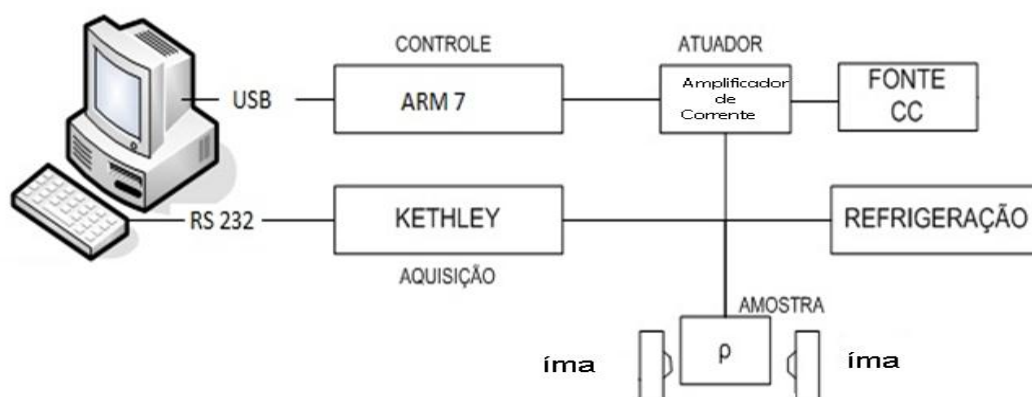 CONTROLE
ATUADOR
USB
ARM 7
Amplificador
de
Corrente
FONTE
CC
RS 232
KETHLEY
REFRIGERAÇÃO
AQUISIÇÃO
AMOSTRA
íma
ρ
íma